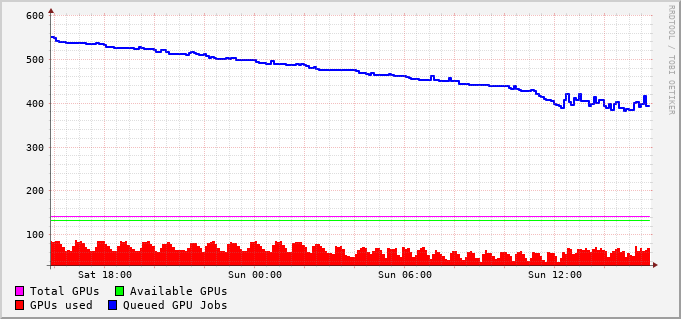 600
500
400
300
200
100
Sat 18:00 Sun 00:00 Sun 06:00 Sun 12:00
Total GPUs Available GPUs
GPUs used Queued GPU Jobs
RRDTOOL / TOBI OETIKER